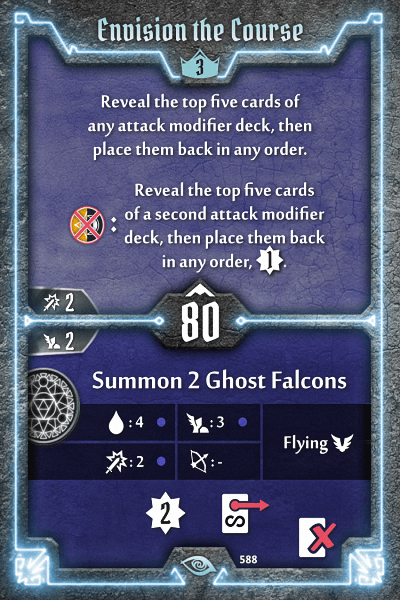 Envision the Course
3
Reveal the top five cards of
any attack modifier deck, then
place them back in any order.
Reveal the top five cards
: of a second attack modifier
deck, then place them back
in any order, 1.
2
80
2
Summon 2 Ghost Falcons
: 4
: 3
Flying
: 2
: -
2
S
588